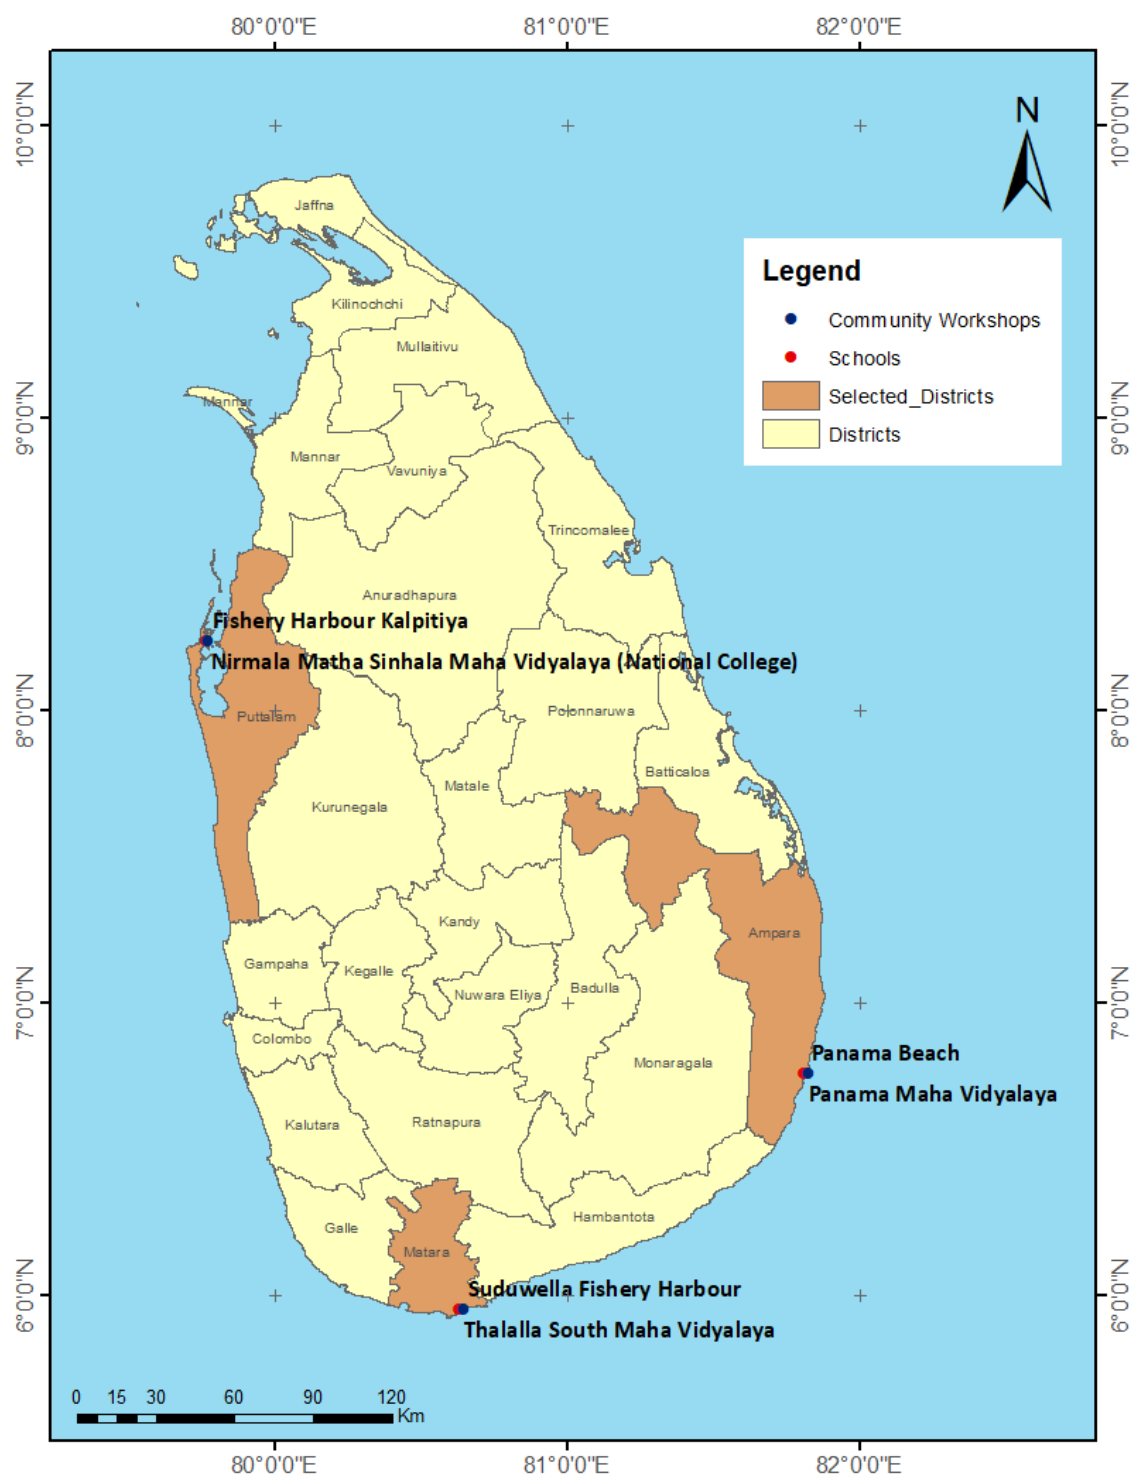 80°0'0"E
81°0'0"E
82°0'0"E
10°0'0"N
10°0'0"N
N
Jaffna
Legend
Community Workshops
Kilinochchi
Schools
Mullaitivu
Selected_Districts
Mannar
9°0'0"N
9°0'0"N
Districts
Mannar
Vavuniya
Trincomalee
Anuradhapura
Fishery Harbour Kalpitiya
Nirmala Matha Sinhala Maha Vidyalaya (National College)
8°0'0"N
8°0'0"N
Puttalam
Polonnaruwa
Batticaloa
Matale
Kurunegala
Kandy
Ampara
Gampaha
Kegalle
Nuwara Eliya
Badulla
7°0'0"N
7°0'0"N
Colombo
Monaragala
Panama Beach
Panama Maha Vidyalaya
Kalutara
Ratnapura
Galle
Hambantota
Matara
6°0'0"N
6°0'0"N
Suduwella Fishery Harbour
Thalalla South Maha Vidyalaya
0 15 30 60 90 120
Km
80°0'0"E
81°0'0"E
82°0'0"E